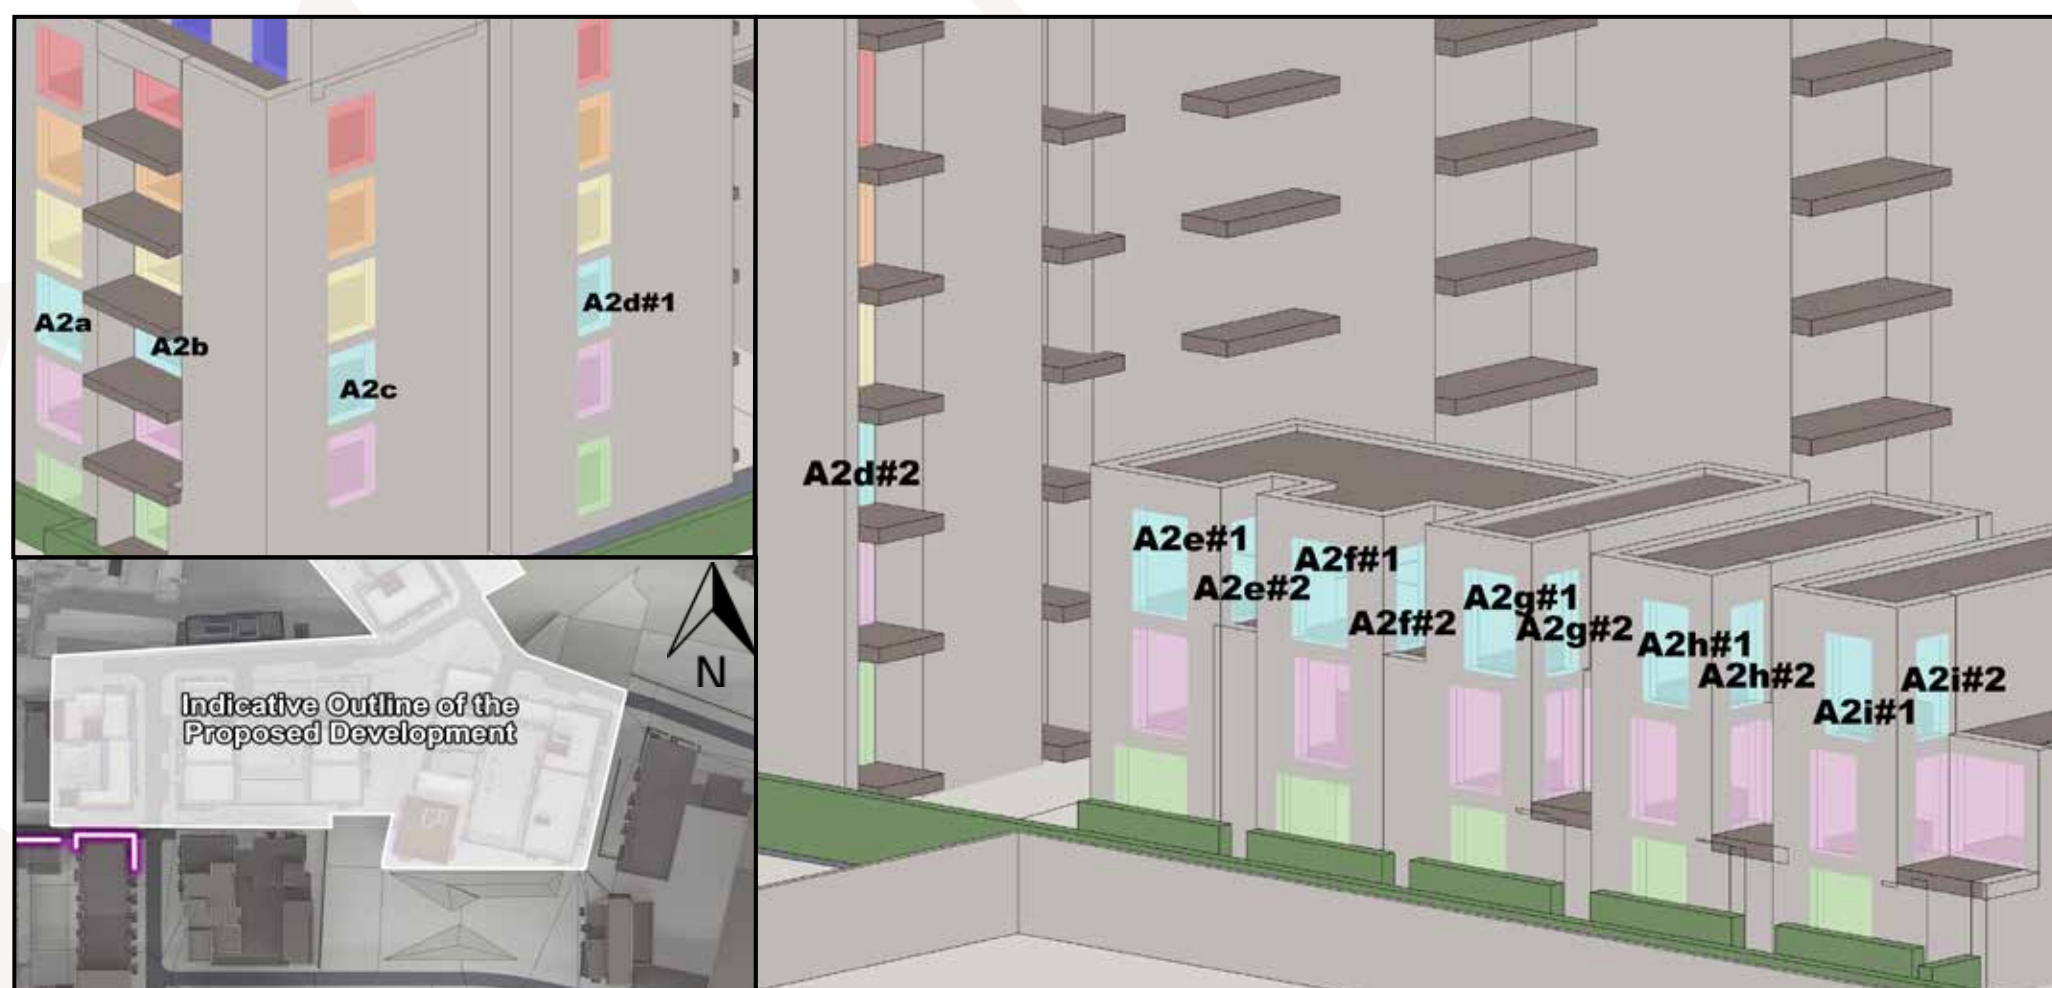 A2a
A2b
A2c
A2d#1
Indicative Outline of the
Proposed Development
N
A2d#2
A2e#1
A2e#2
A2f#1
A2f#2
A2g#1
A2g#2
A2h#1
A2h#2
A2i#1
A2i#2